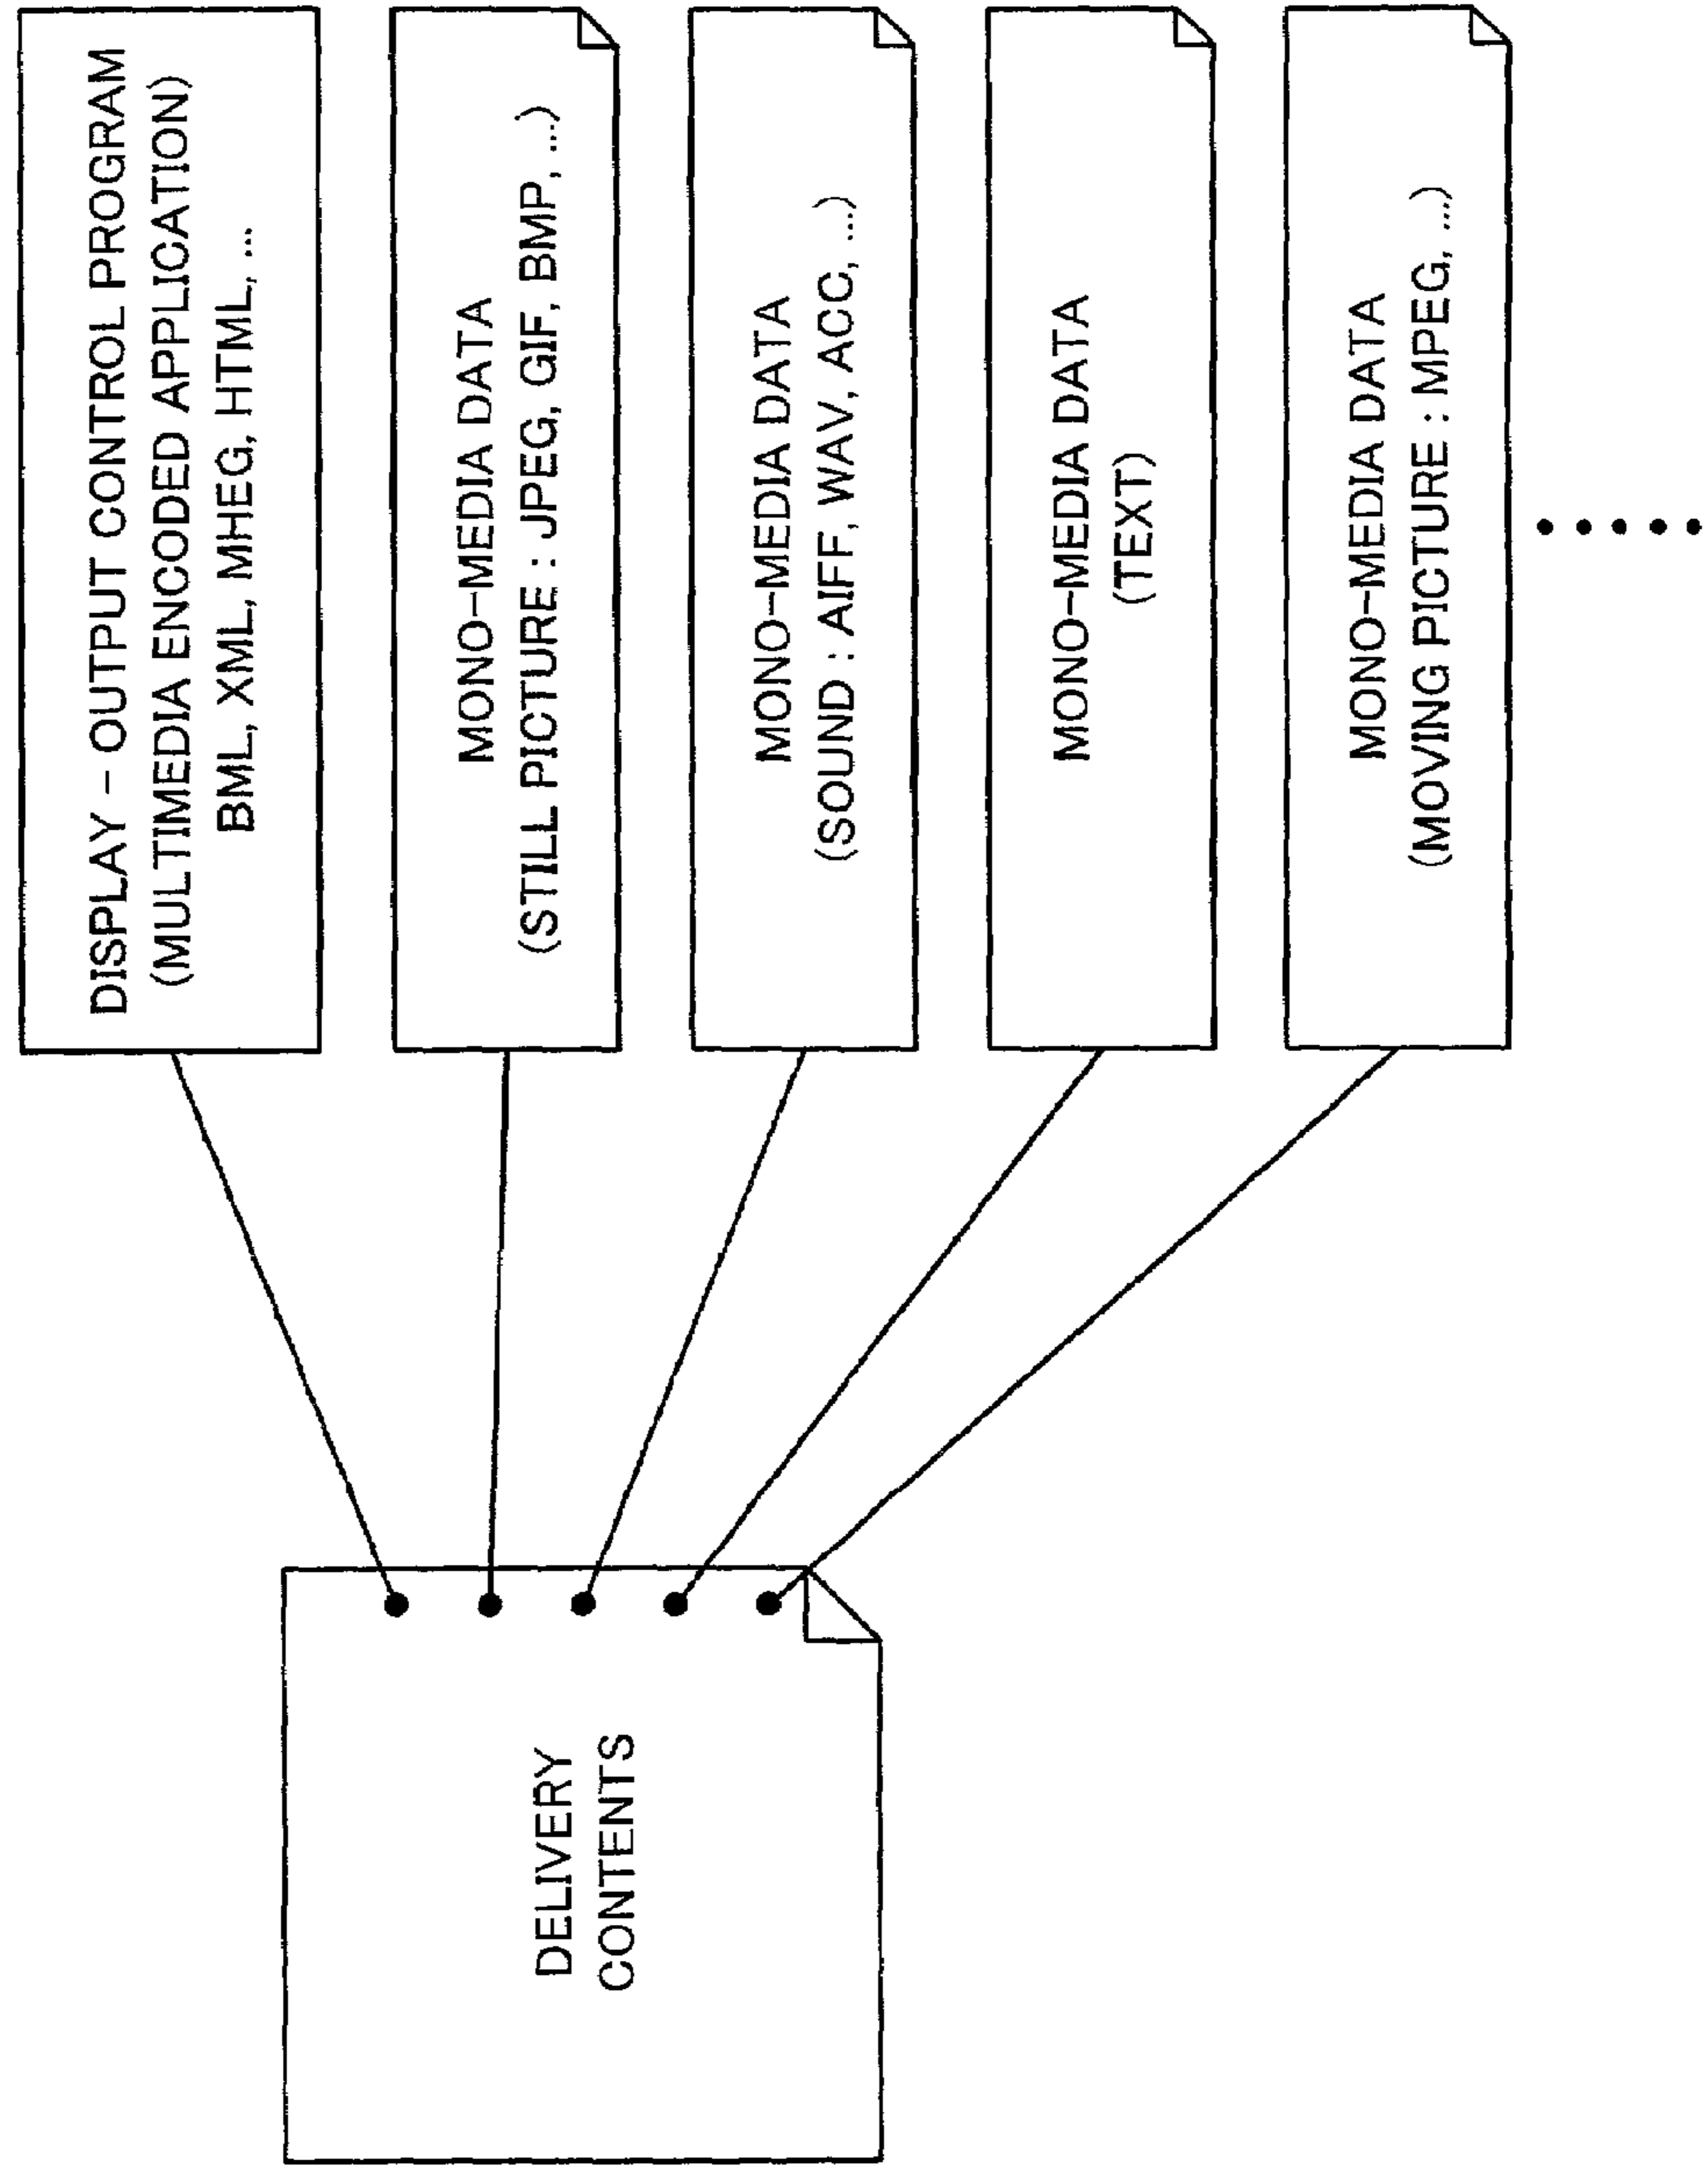 DELIVERY
CONTENTS
DISPLAY - OUTPUT CONTROL PROGRAM
(MULTIMEDIA ENCODED APPLICATION)
BML, XML, MHEG, HTML, ...
MONO-MEDIA DATA
(STILL PICTURE : JPEG, GIF, BMP, ...)
MONO-MEDIA DATA
(SOUND : AIFF, WAV, ACC, ...)
MONO-MEDIA DATA
(TEXT)
MONO-MEDIA DATA
(MOVING PICTURE : MPEG, ...)